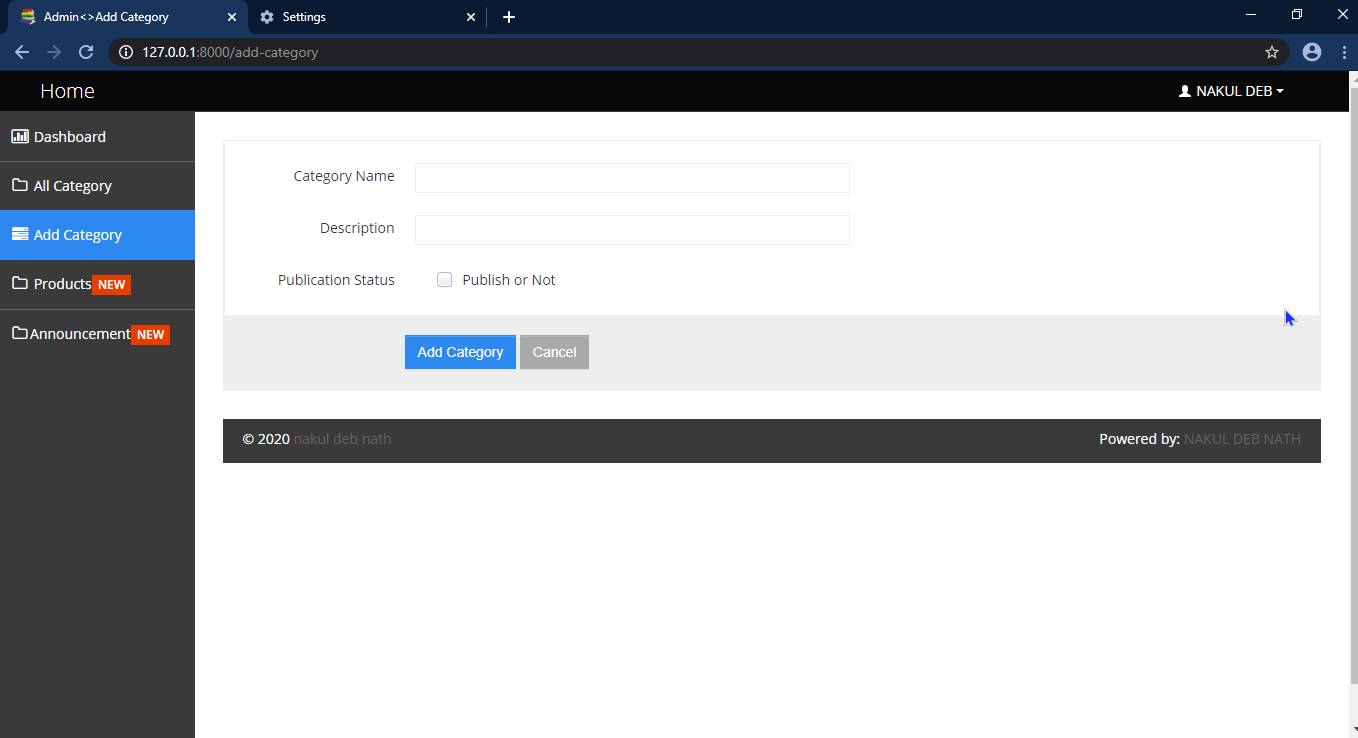 Admin<>Add Category
Settings
127.0.0.1:8000/add-category
Home
NAKUL DEB
Dashboard
All Category
Add Category
Products NEW
Announcement NEW
Category Name
Description
Publication Status
Publish or Not
Add Category
Cancel
© 2020 nakul deb nath
Powered by: NAKUL DEB NATH